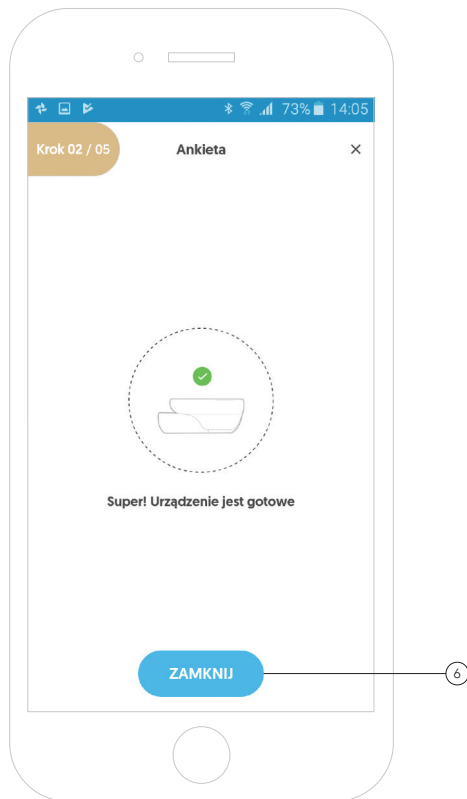 73% 14:05
Krok 02 / 05
Ankieta
Super! Urządzenie jest gotowe
ZAMKNIJ
6